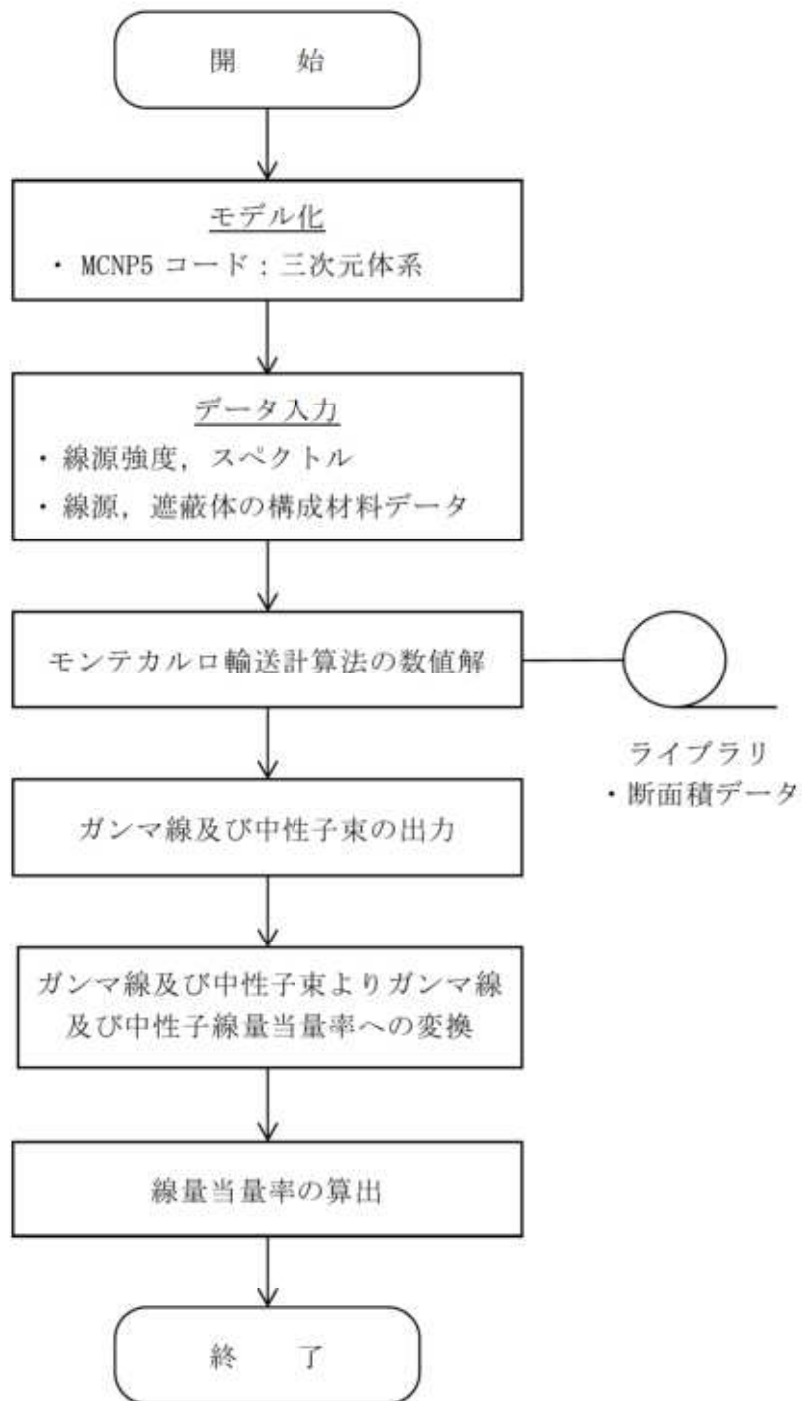 開 始
モデル化
・ MCNP5 コード：三次元体系
データ入力
・線源強度，スペクトル
・線源，遮蔽体の構成材料データ
モンテカルロ輸送計算法の数値解
ライブラリ
・断面積データ
ガンマ線及び中性子束の出力
ガンマ線及び中性子束よりガンマ線
及び中性子線量当量率への変換
線量当量率の算出
終 了